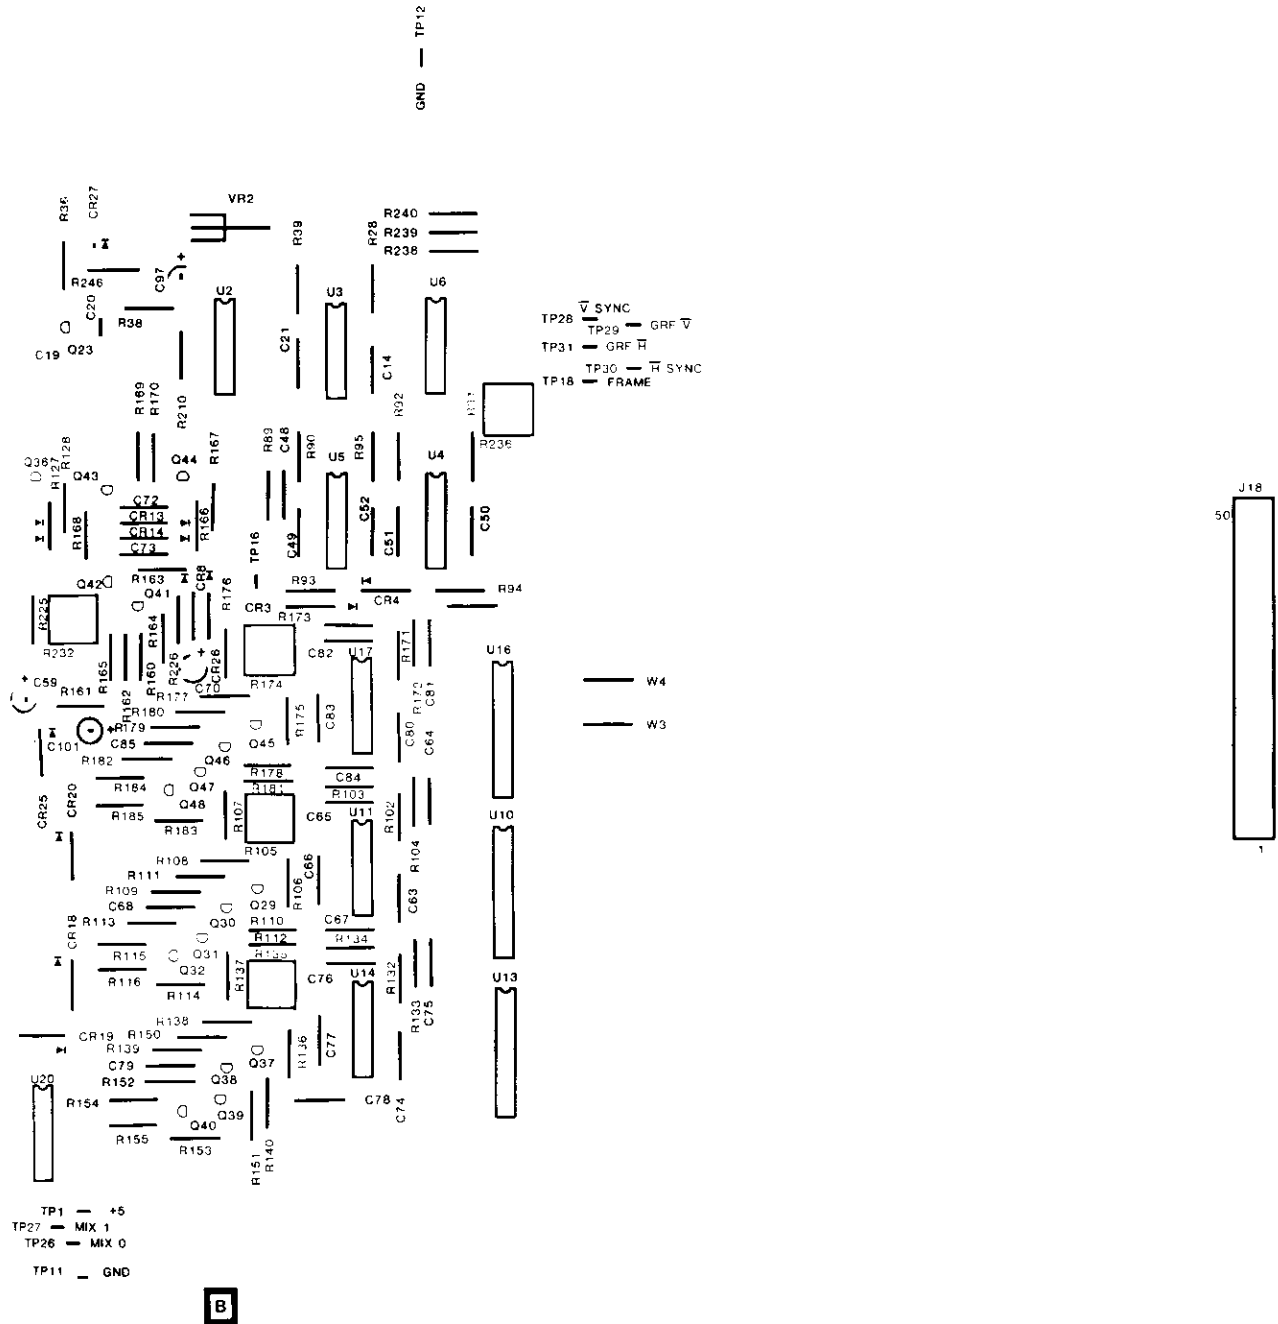 TP12
GND
R36
CR27
VR2
R39
R28
R240
R239
R238
R246
C97
+
-
C20
R38
U2
U3
U6
C19
Q23
C21
C14
V̅ SYNC
TP28
TP29
GRF V̅
TP31
GRF H̅
TP30
H̅ SYNC
TP18
FRAME
R169
R170
R210
R92
R236
Q36
R127
R128
Q43
Q44
R167
R89
C48
R90
U5
R95
U4
C72
CR13
CR14
C73
R168
R166
C49
C52
C51
C50
J18
50
1
TP16
R163
CR8
R176
R93
CR4
R94
Q42
Q41
CR3
R173
R225
R232
R164
R165
R162
R160
R226
+
CR26
C70
R174
C82
U17
R171
R172
C81
U16
W4
W3
+
-
C59
R161
R177
R180
R179
C85
R182
C101
-
+
R175
C83
C80
C64
Q45
Q46
Q47
Q48
R178
R181
C84
R103
R184
R185
R183
CR25
CR20
R107
R105
C65
U11
R102
R104
U10
R108
R111
R109
C68
R113
R106
C66
C63
Q29
Q30
Q31
Q32
R110
R112
C67
R134
CR18
R115
R116
R114
R137
C76
U14
R132
R133
C75
U13
R138
R150
R139
C79
R152
CR19
R136
C77
Q37
Q38
Q39
Q40
U20
R154
R155
R153
R151
R140
C78
C74
TP1
+5
TP27
MIX 1
TP26
MIX 0
TP11
GND
B